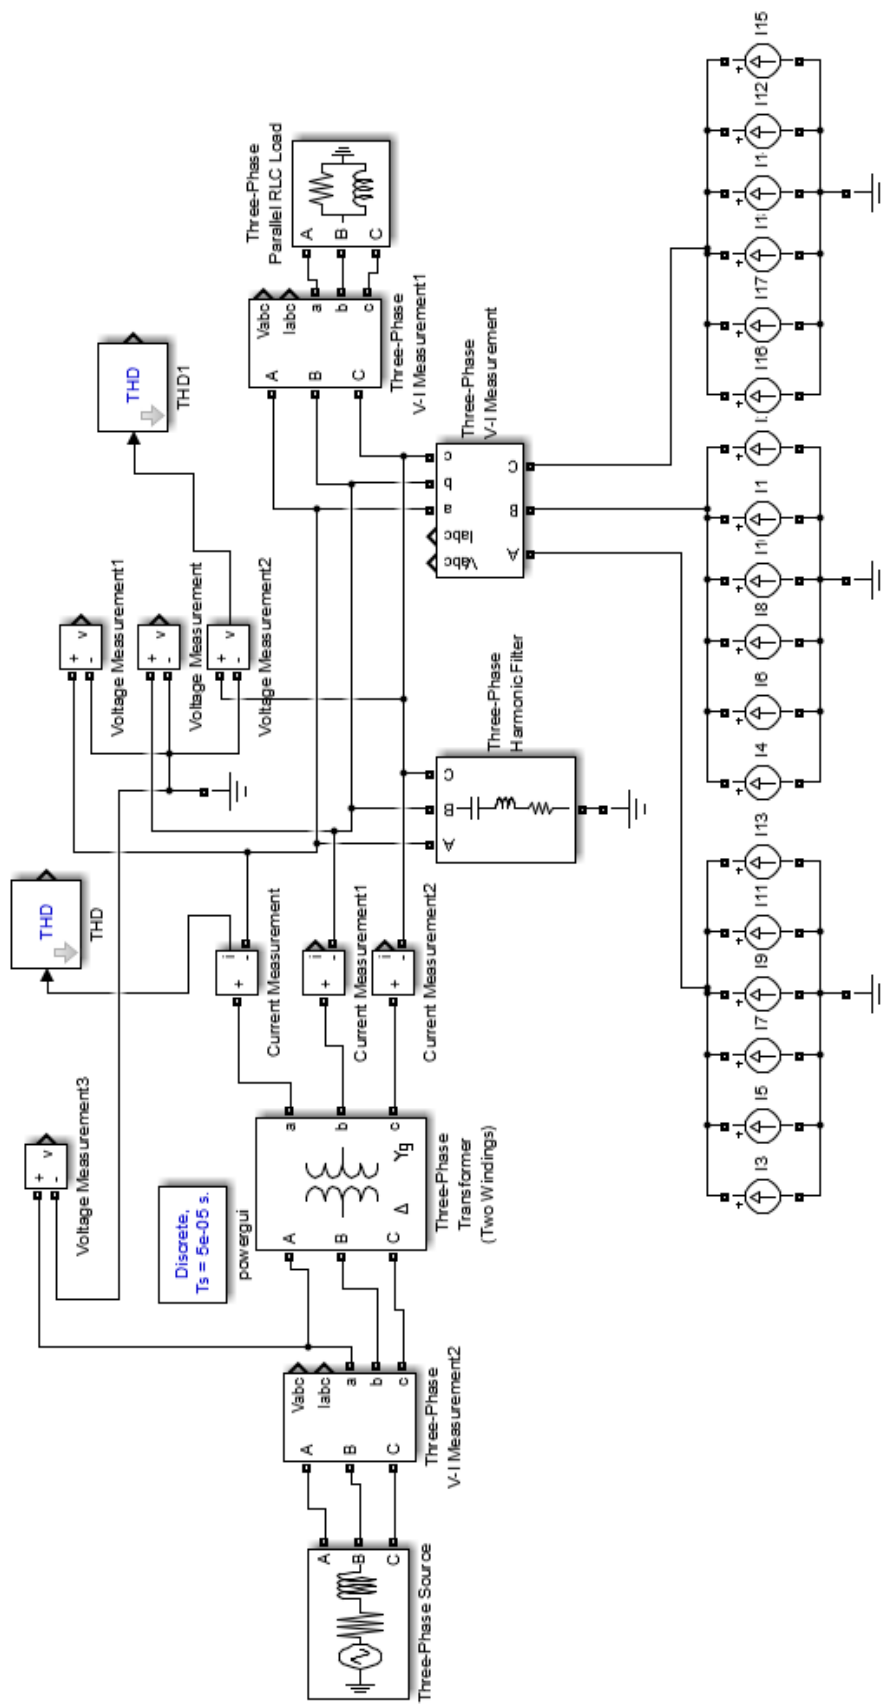 Three-Phase Source
A
B
C
Three-Phase
V-I Measurement2
A
B
C
Vabc
Iabc
a
b
c
Voltage Measurement3
+
-
v
Discrete,
Ts = 5e-05 s.
powergui
Three-Phase
Transformer
(Two Windings)
A
B
C
Δ
Yg
a
b
c
THD
THD
Current Measurement
+
-
i
Current Measurement1
+
-
i
Current Measurement2
+
-
i
Voltage Measurement1
+
-
v
Voltage Measurement
+
-
v
Voltage Measurement2
+
-
v
THD
THD1
Three-Phase
Harmonic Filter
A
B
C
Three-Phase
V-I Measurement
Vabc
Iabc
a
b
c
A
B
C
Three-Phase
V-I Measurement1
A
B
C
Vabc
Iabc
a
b
c
Three-Phase
Parallel RLC Load
A
B
C
I3
I5
I7
I9
I11
I13
I4
I6
I8
I1
I1
I16
I17
I1
I1
I12
I15